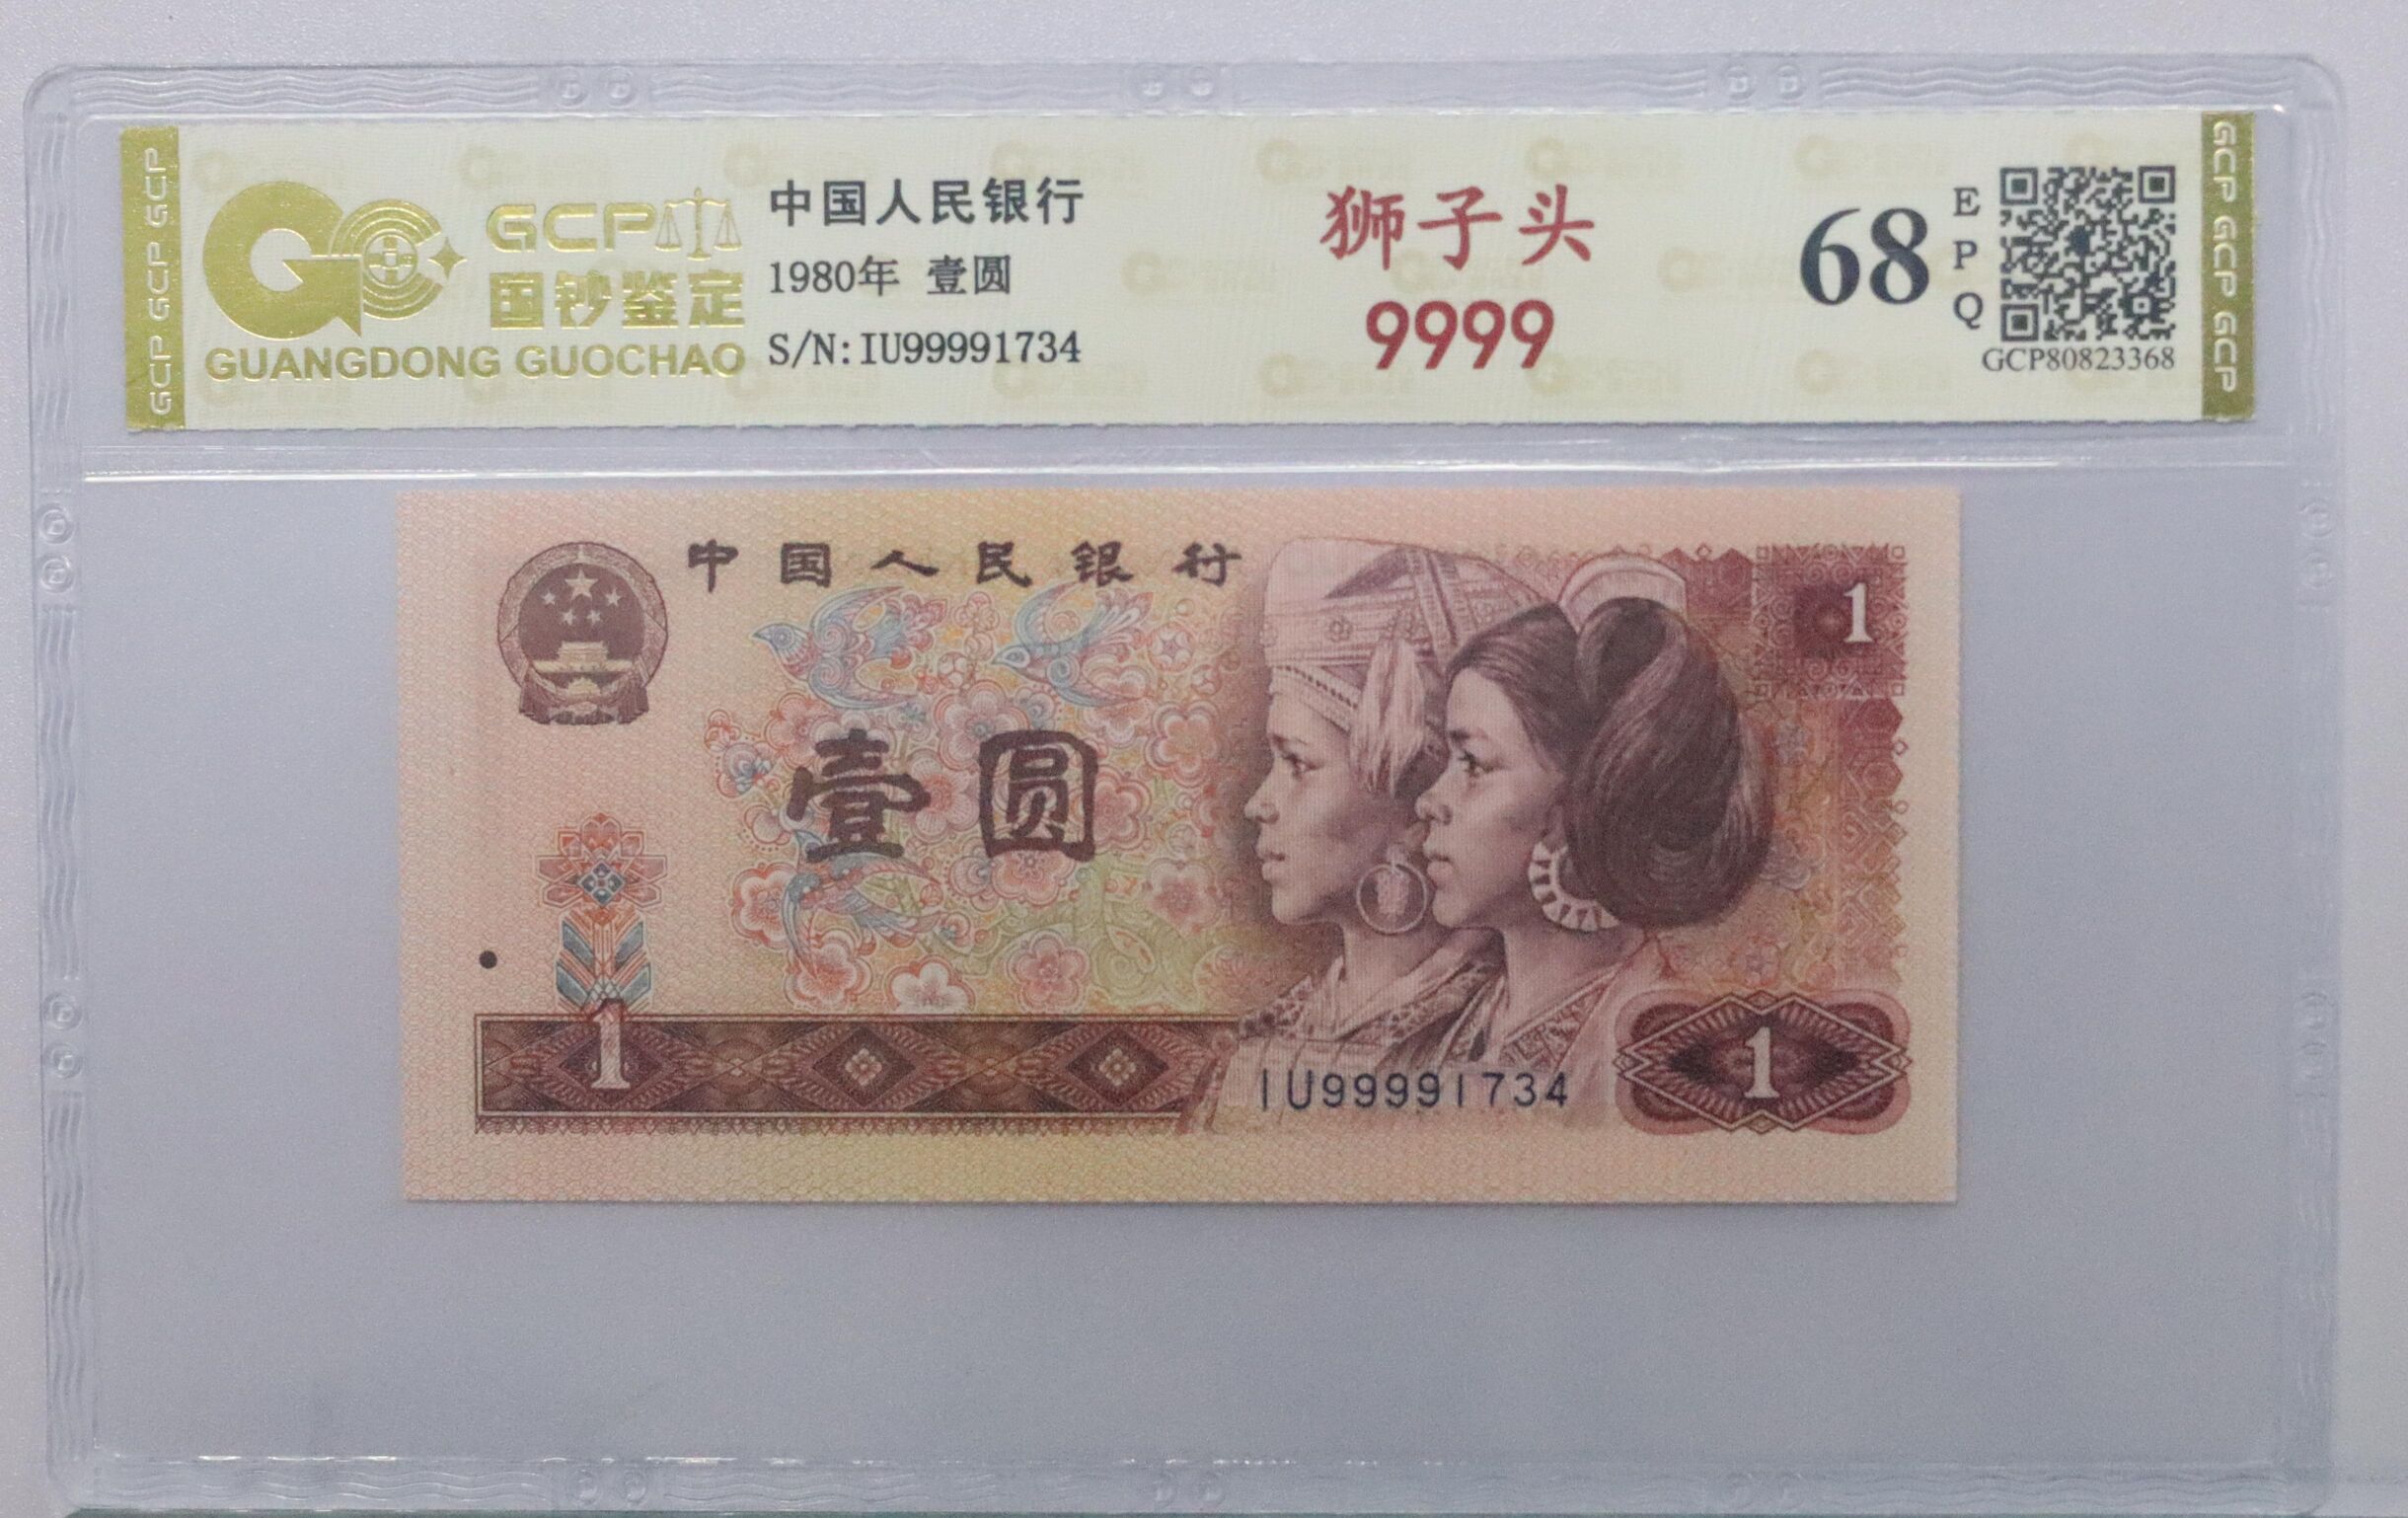 GCP GCP GCP
GCP
国钞鉴定
GUANGDONG GUOCHAO
中国人民银行
1980年 壹圆
S/N:IU99991734
狮子头
9999
68
EPQ
GCP80823368
GCP GCP GCP
中国人民银行
壹圆
1
1
IU99991734
1